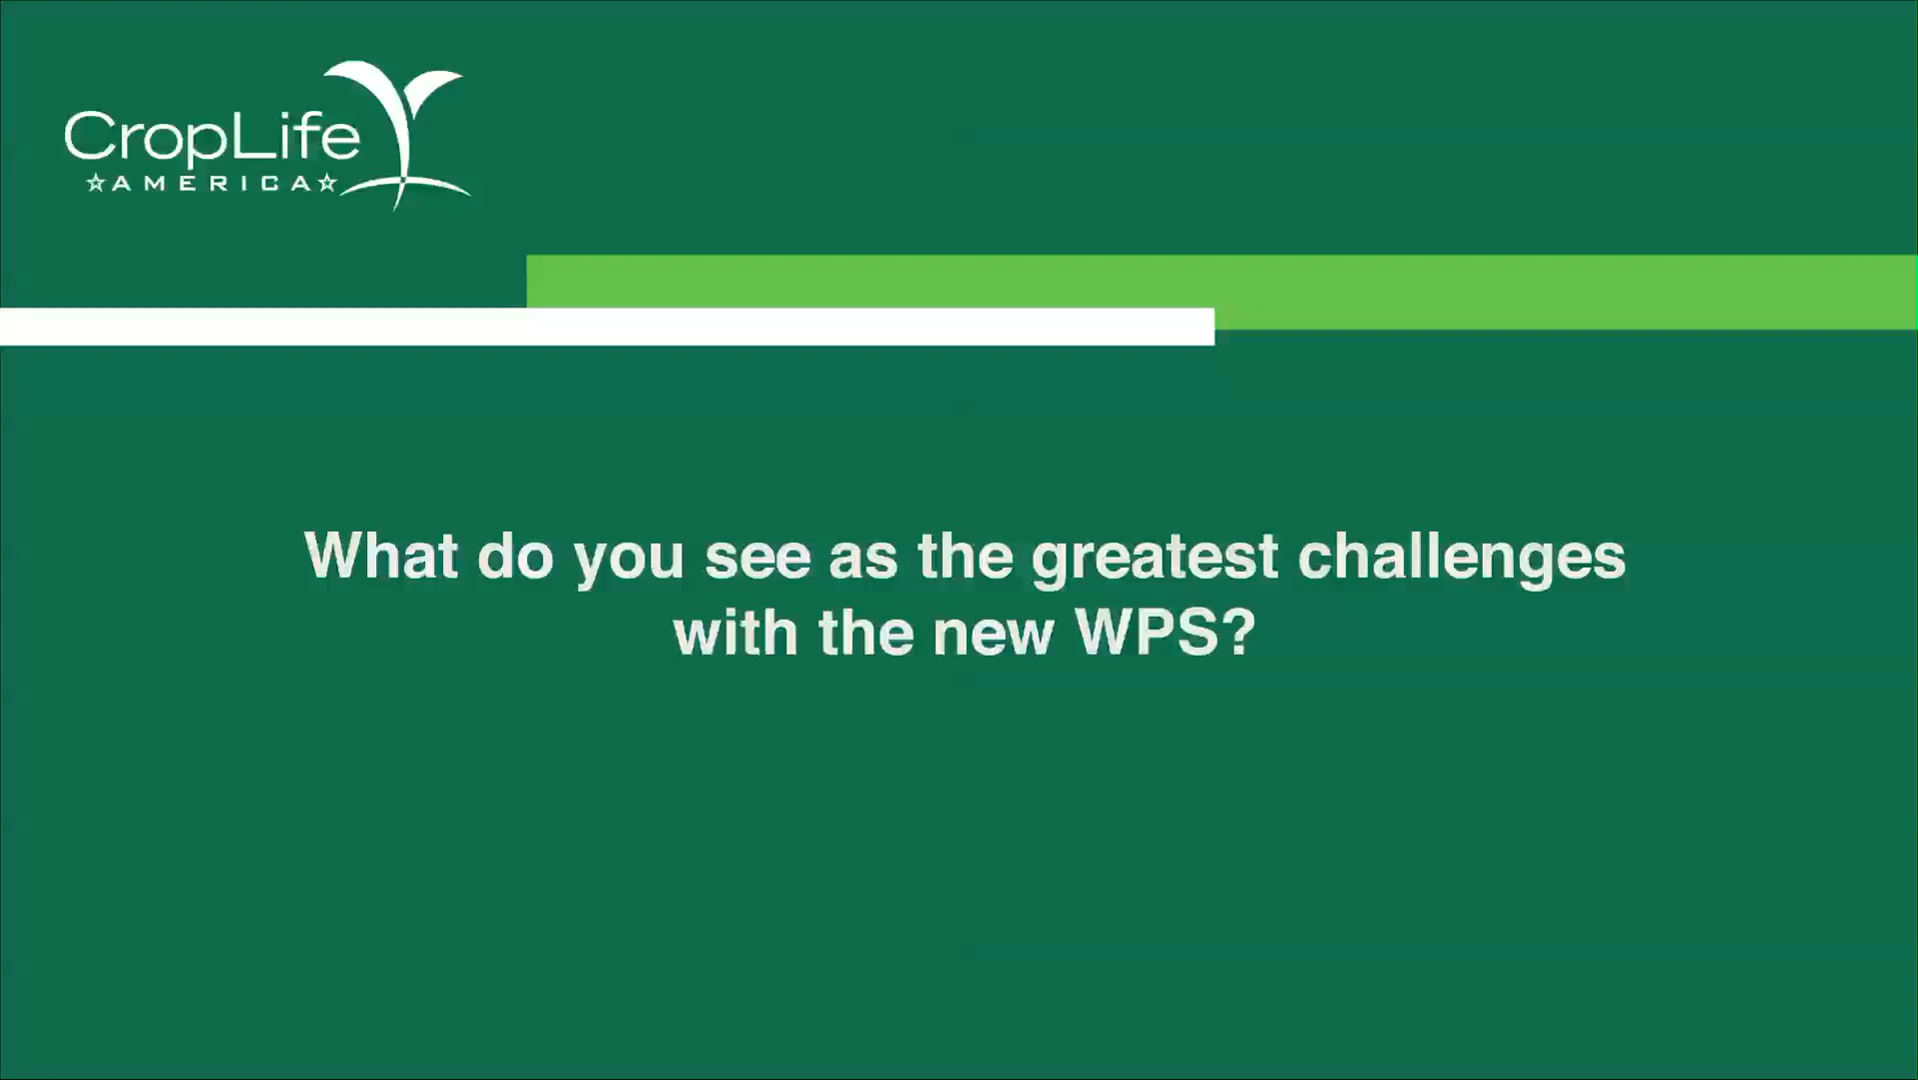 CropLife
☆AMERICA☆
What do you see as the greatest challenges
with the new WPS?